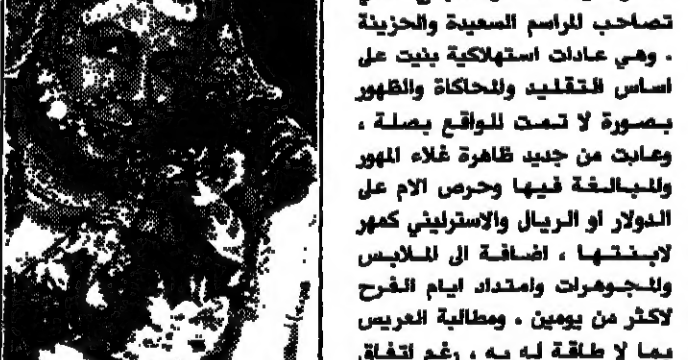 تصاحب المراسم السعيدة والحزينة
. وهي عادات استهلاكية بنيت على
اساس التقليد والمحاكاة والظهور
بصورة لا تمت للواقع بصلة ،
وعادت من جديد ظاهرة غلاء المهور
والمبالغة فيها وحرص الام على
الدولار او الريال والاسترليني كمهر
لابنتها ، اضافة الى الملابس
والمجوهرات وامتداد ايام الفرح
لاكثر من يومين . ومطالبة العريس
بما لا طاقة له به ، رغم اتفاق